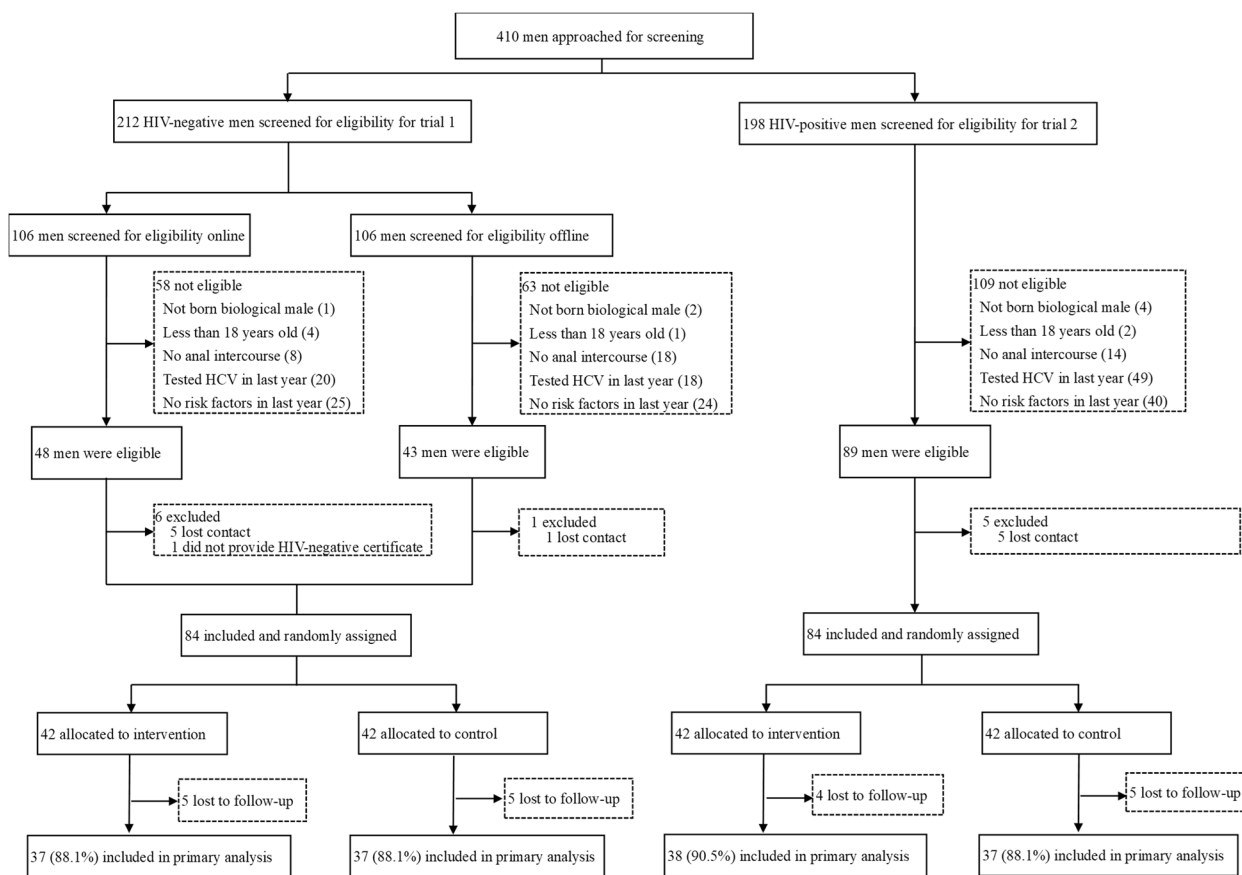 410 men approached for screening
212 HIV-negative men screened for eligibility for trial 1
198 HIV-positive men screened for eligibility for trial 2
106 men screened for eligibility online
106 men screened for eligibility offline
58 not eligible
Not born biological male (1)
Less than 18 years old (4)
No anal intercourse (8)
Tested HCV in last year (20)
No risk factors in last year (25)
63 not eligible
Not born biological male (2)
Less than 18 years old (1)
No anal intercourse (18)
Tested HCV in last year (18)
No risk factors in last year (24)
109 not eligible
Not born biological male (4)
Less than 18 years old (2)
No anal intercourse (14)
Tested HCV in last year (49)
No risk factors in last year (40)
48 men were eligible
43 men were eligible
89 men were eligible
6 excluded
5 lost contact
1 did not provide HIV-negative certificate
1 excluded
1 lost contact
5 excluded
5 lost contact
84 included and randomly assigned
84 included and randomly assigned
42 allocated to intervention
42 allocated to control
42 allocated to intervention
42 allocated to control
5 lost to follow-up
5 lost to follow-up
4 lost to follow-up
5 lost to follow-up
37 (88.1%) included in primary analysis
37 (88.1%) included in primary analysis
38 (90.5%) included in primary analysis
37 (88.1%) included in primary analysis